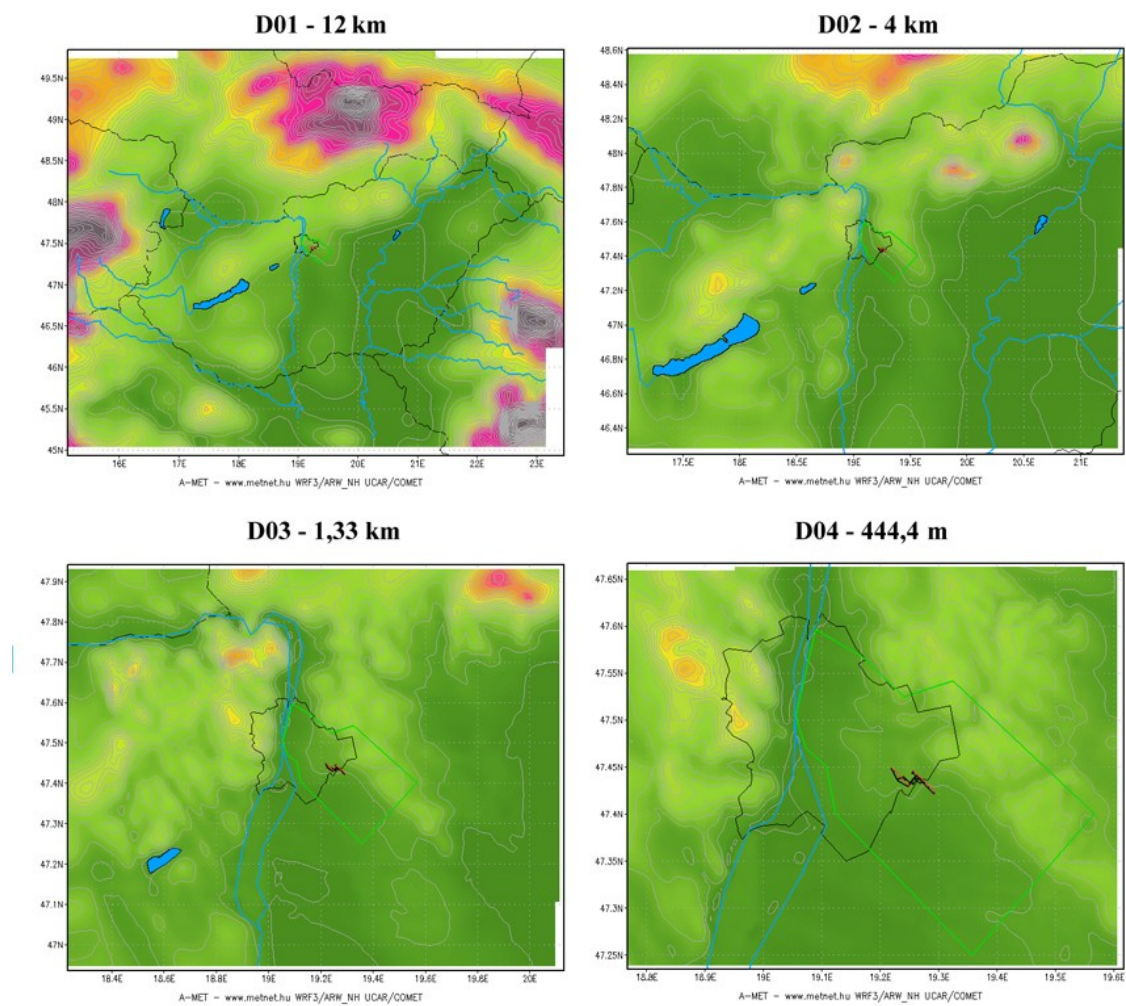 D01 - 12 km
D02 - 4 km
49.5N
49N
48.5N
48N
47.5N
47N
46.5N
46N
45.5N
45N
16E 17E 18E 19E 20E 21E 22E 23E
A-MET - www.metnet.hu WRF3/ARW_NH UCAR/COMET
48.6N
48.4N
48.2N
48N
47.8N
47.6N
47.4N
47.2N
47N
46.8N
46.6N
46.4N
17.5E 18E 18.5E 19E 19.5E 20E 20.5E 21E
A-MET - www.metnet.hu WRF3/ARW_NH UCAR/COMET
D03 - 1,33 km
D04 - 444,4 m
47.9N
47.8N
47.7N
47.6N
47.5N
47.4N
47.3N
47.2N
47.1N
47N
18.4E 18.6E 18.8E 19E 19.2E 19.4E 19.6E 19.8E 20E
A-MET - www.metnet.hu WRF3/ARW_NH UCAR/COMET
47.65N
47.6N
47.55N
47.5N
47.45N
47.4N
47.35N
47.3N
47.25N
18.8E 18.9E 19E 19.1E 19.2E 19.3E 19.4E 19.5E 19.6E
A-MET - www.metnet.hu WRF3/ARW_NH UCAR/COMET